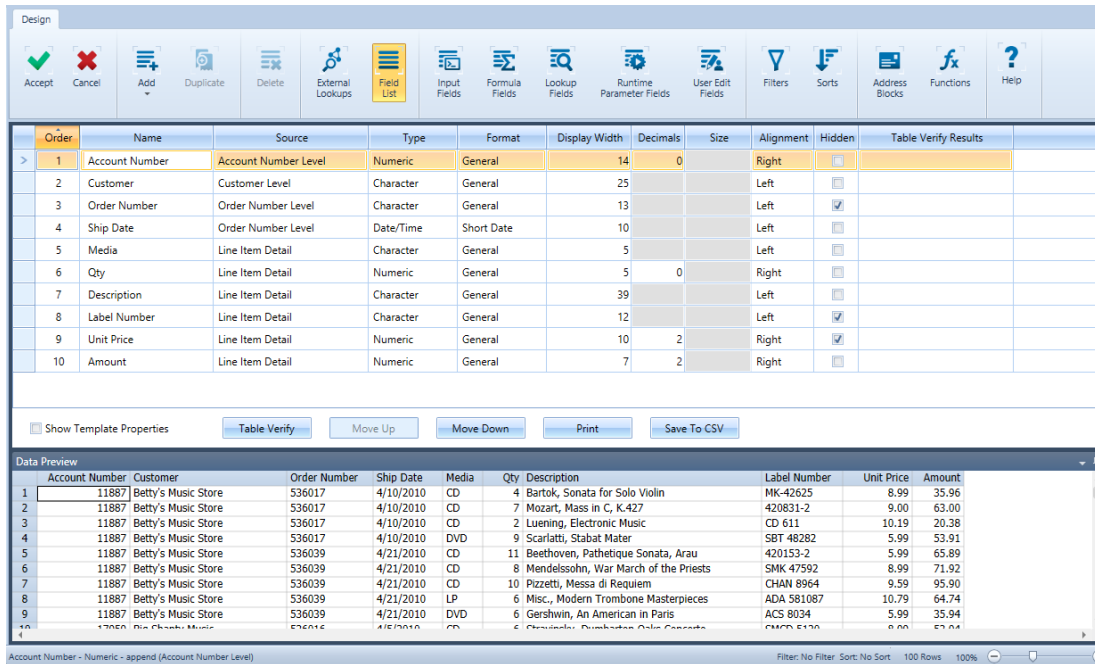 Design
Accept Cancel Add Duplicate Delete External Lookups Field List Input Fields Formula Fields Lookup Fields Runtime Parameter Fields User Edit Fields Filters Sorts Address Blocks Functions Help
Order Name Source Type Format Display Width Decimals Size Alignment Hidden Table Verify Results
1 Account Number Account Number Level Numeric General 14 0 Right
2 Customer Customer Level Character General 25 Left
3 Order Number Order Number Level Character General 13 Left
4 Ship Date Order Number Level Date/Time Short Date 10 Left
5 Media Line Item Detail Character General 5 Left
6 Qty Line Item Detail Numeric General 5 0 Right
7 Description Line Item Detail Character General 39 Left
8 Label Number Line Item Detail Character General 12 Left
9 Unit Price Line Item Detail Numeric General 10 2 Right
10 Amount Line Item Detail Numeric General 7 2 Right
Show Template Properties Table Verify Move Up Move Down Print Save To CSV
Data Preview
Account Number Customer Order Number Ship Date Media Qty Description Label Number Unit Price Amount
1 11887 Betty's Music Store 536017 4/10/2010 CD 4 Bartok, Sonata for Solo Violin MK-42625 8.99 35.96
2 11887 Betty's Music Store 536017 4/10/2010 CD 7 Mozart, Mass in C, K.427 420831-2 9.00 63.00
3 11887 Betty's Music Store 536017 4/10/2010 CD 2 Luening, Electronic Music CD 611 10.19 20.38
4 11887 Betty's Music Store 536017 4/10/2010 DVD 9 Scarlatti, Stabat Mater SBT 48282 5.99 53.91
5 11887 Betty's Music Store 536039 4/21/2010 CD 11 Beethoven, Pathetique Sonata, Arau 420153-2 5.99 65.89
6 11887 Betty's Music Store 536039 4/21/2010 CD 8 Mendelssohn, War March of the Priests SMK 47592 8.99 71.92
7 11887 Betty's Music Store 536039 4/21/2010 CD 10 Pizzetti, Messa di Requiem CHAN 8964 9.59 95.90
8 11887 Betty's Music Store 536039 4/21/2010 LP 6 Misc., Modern Trombone Masterpieces ADA 581087 10.79 64.74
9 11887 Betty's Music Store 536039 4/21/2010 DVD 6 Gershwin, An American in Paris ACS 8034 5.99 35.94
Account Number - Numeric - append (Account Number Level) Filter: No Filter Sort: No Sort 100 Rows 100%